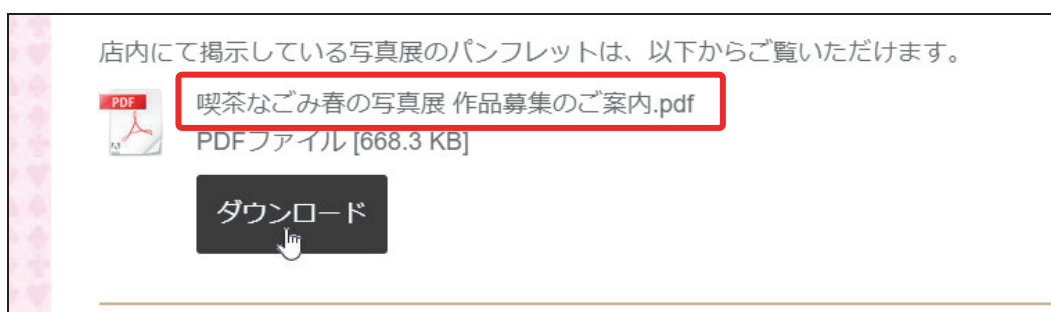 店内にて掲示している写真展のパンフレットは、以下からご覧いただけます。
PDF
喫茶なごみ春の写真展 作品募集のご案内.pdf
PDFファイル [668.3 KB]
ダウンロード